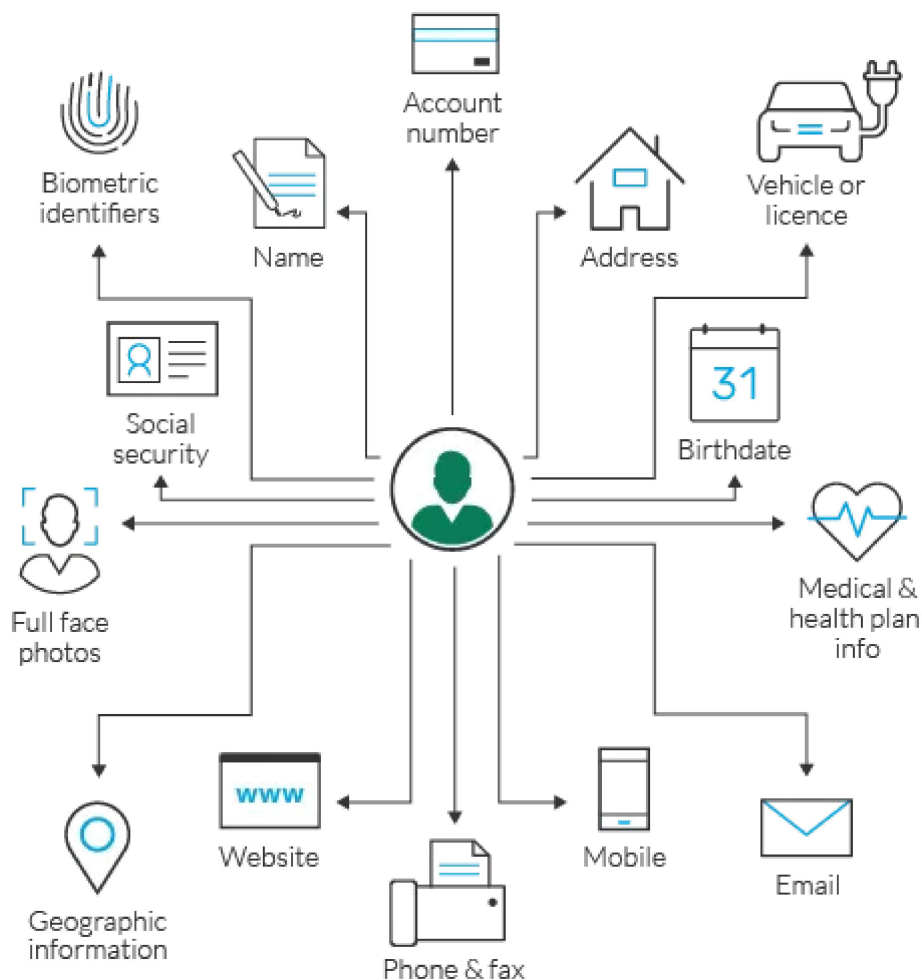 Account
number
Biometric
identifiers
Name
Address
Vehicle or
licence
Social
security
31
Birthdate
Full face
photos
Medical &
health plan
info
Geographic
information
www
Website
Phone & fax
Mobile
Email